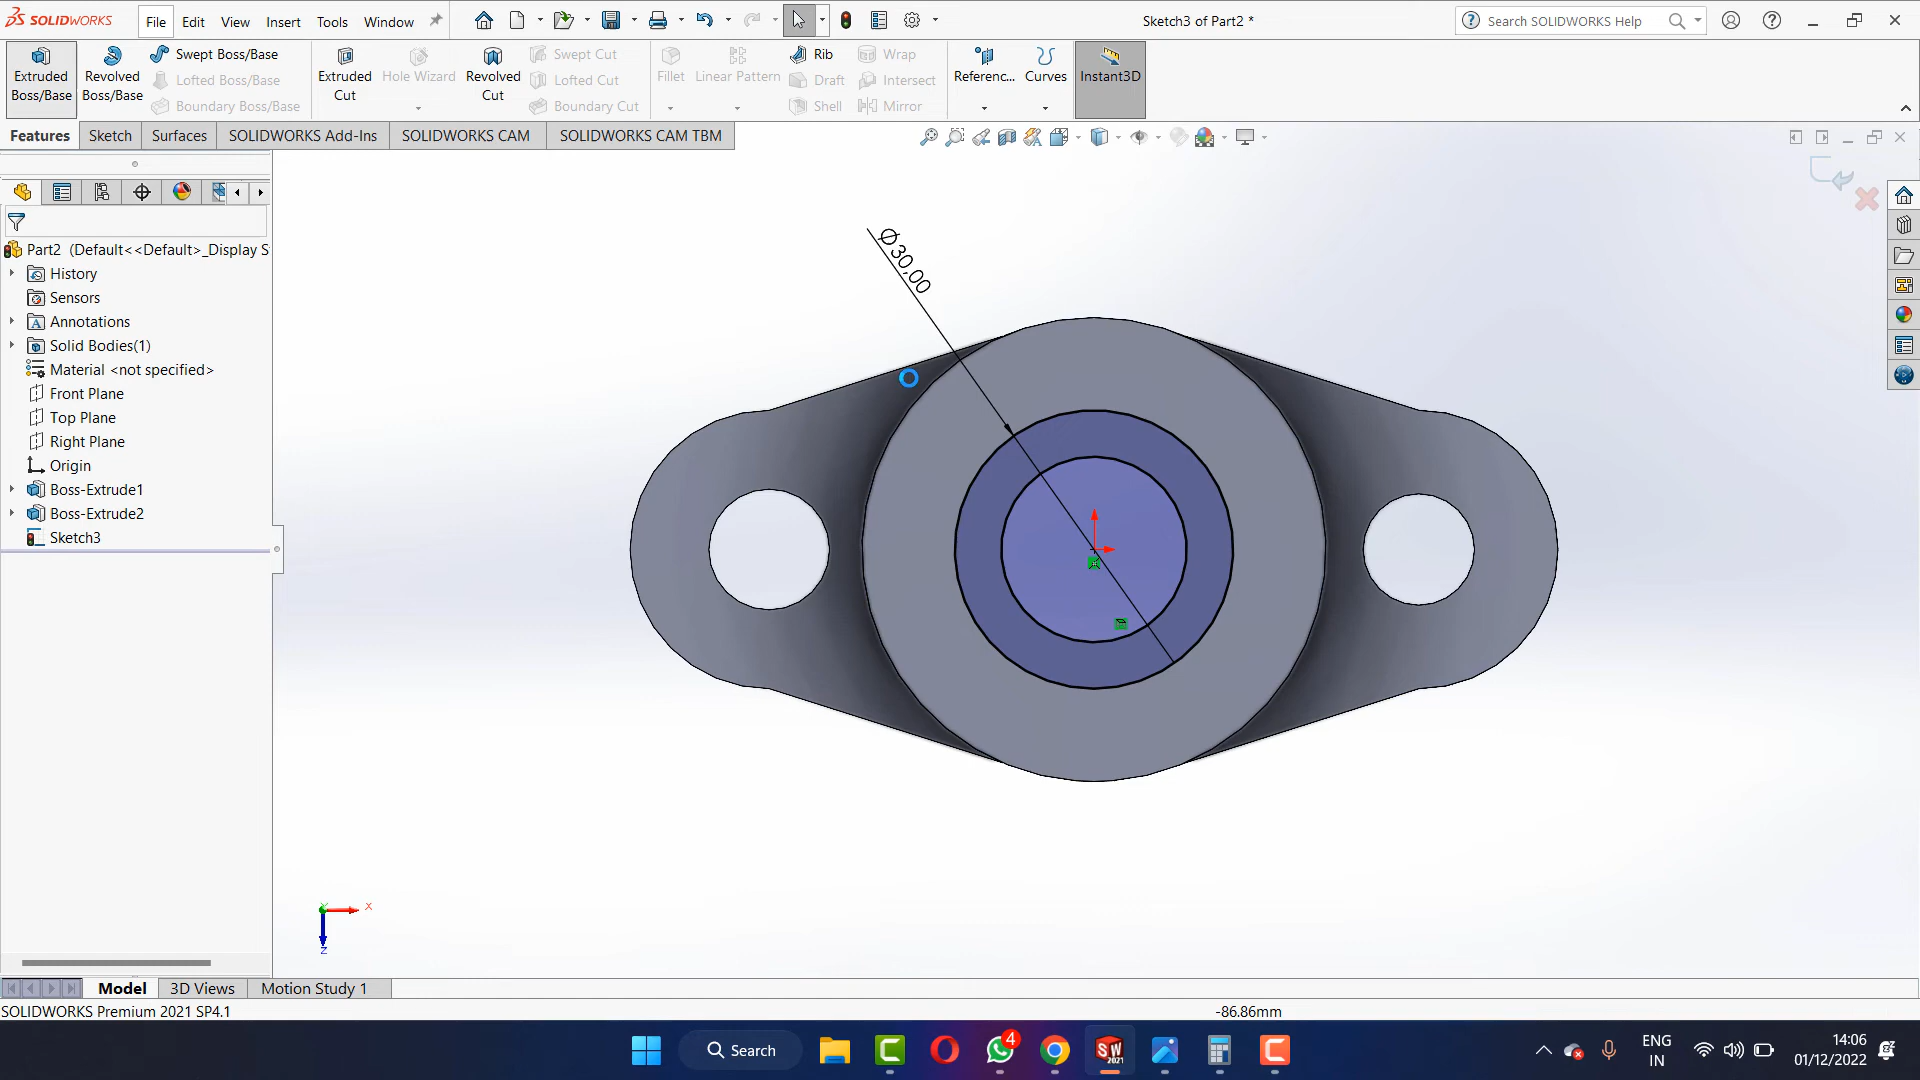 SOLIDWORKS
File Edit View Insert Tools Window
Sketch3 of Part2 *
Search SOLIDWORKS Help
Extruded Boss/Base
Revolved Boss/Base
Swept Boss/Base
Lofted Boss/Base
Boundary Boss/Base
Extruded Cut
Hole Wizard
Revolved Cut
Swept Cut
Lofted Cut
Boundary Cut
Fillet
Linear Pattern
Rib
Draft
Shell
Wrap
Intersect
Mirror
Referenc...
Curves
Instant3D
Features Sketch Surfaces SOLIDWORKS Add-Ins SOLIDWORKS CAM SOLIDWORKS CAM TBM
Part2 (Default<<Default>_Display S
History
Sensors
Annotations
Solid Bodies(1)
Material <not specified>
Front Plane
Top Plane
Right Plane
Origin
Boss-Extrude1
Boss-Extrude2
Sketch3
Ø30,00
X
Y
Z
Model 3D Views Motion Study 1
SOLIDWORKS Premium 2021 SP4.1
-86.86mm
Search
4
SW
2021
ENG
IN
14:06
01/12/2022